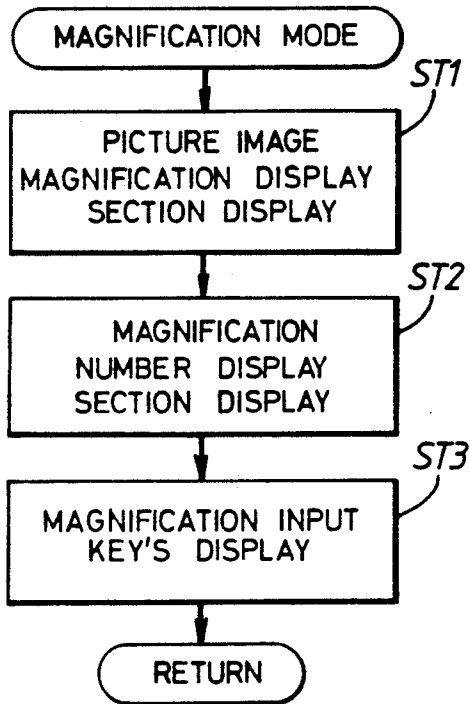 MAGNIFICATION MODE
ST1
PICTURE IMAGE
MAGNIFICATION DISPLAY
SECTION DISPLAY
ST2
MAGNIFICATION
NUMBER DISPLAY
SECTION DISPLAY
ST3
MAGNIFICATION INPUT
KEY'S DISPLAY
RETURN